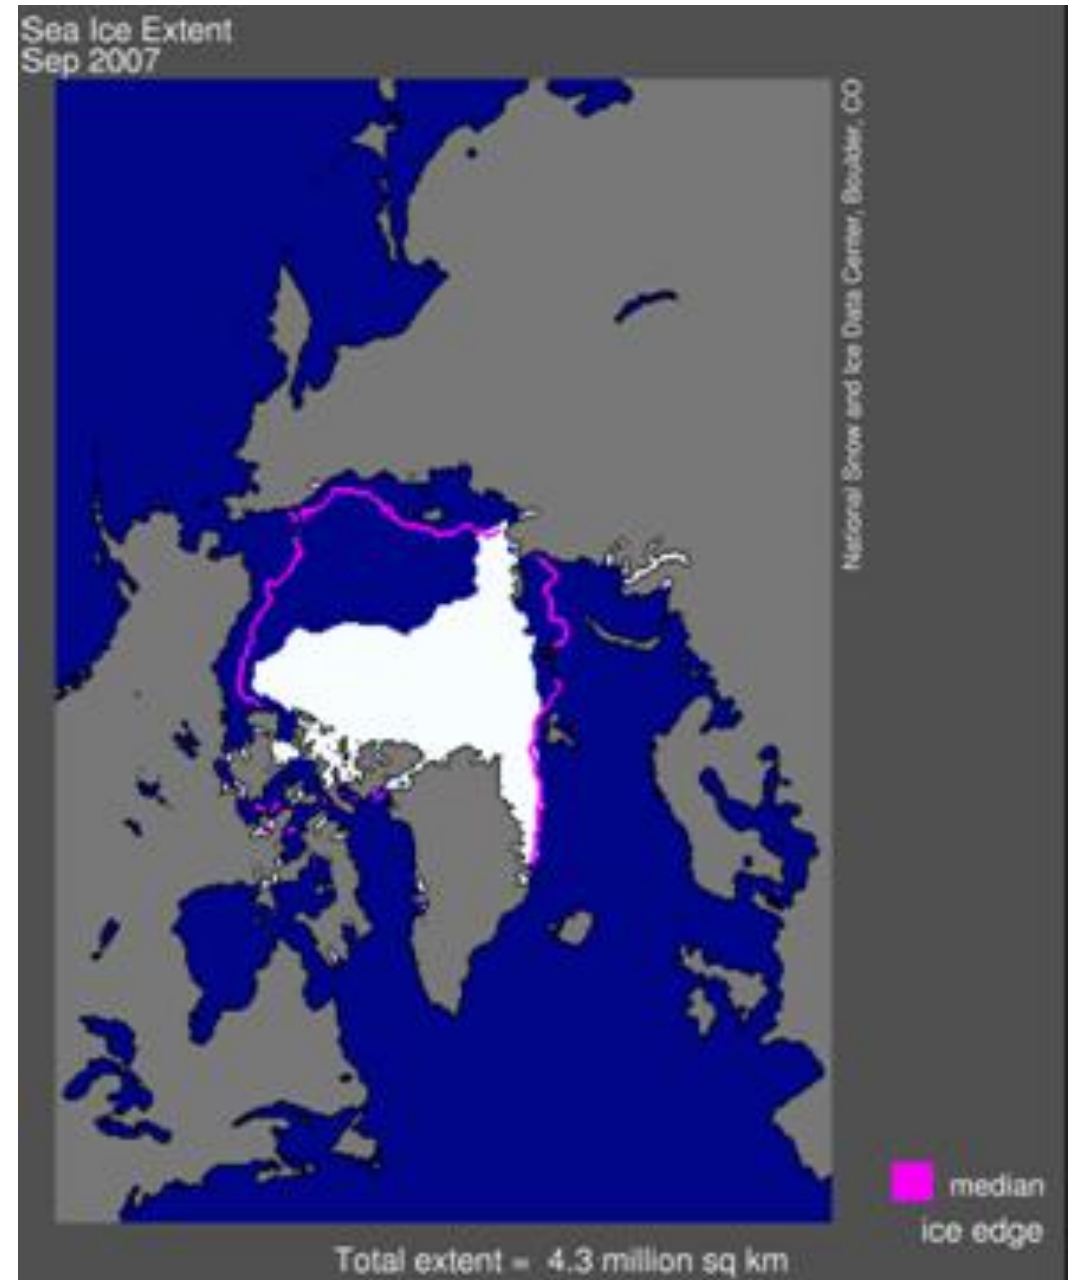 Sea Ice Extent
Sep 2007
National Snow and Ice Data Center, Boulder, CO
median
ice edge
Total extent = 4.3 million sq km